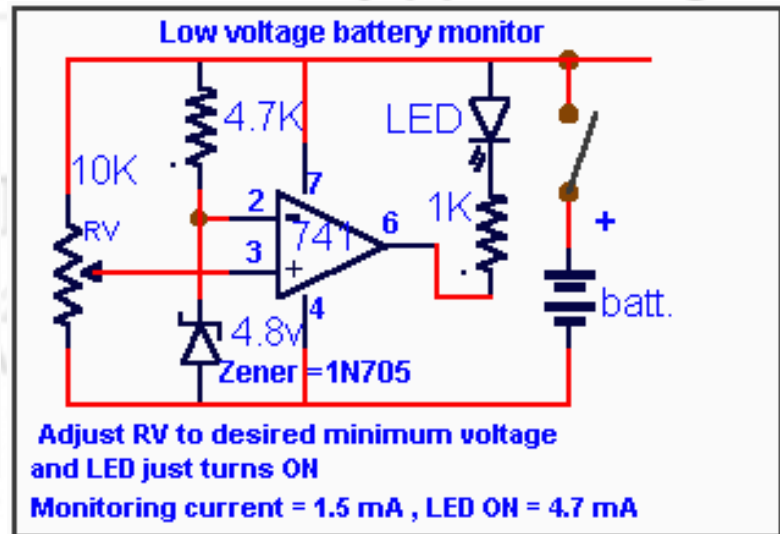 Low voltage battery monitor
4.7K
LED
10K
7
RV
2
-
741
6
1K
3
+
+
4
batt.
4.8v
Zener =1N705
Adjust RV to desired minimum voltage
and LED just turns ON
Monitoring current = 1.5 mA , LED ON = 4.7 mA